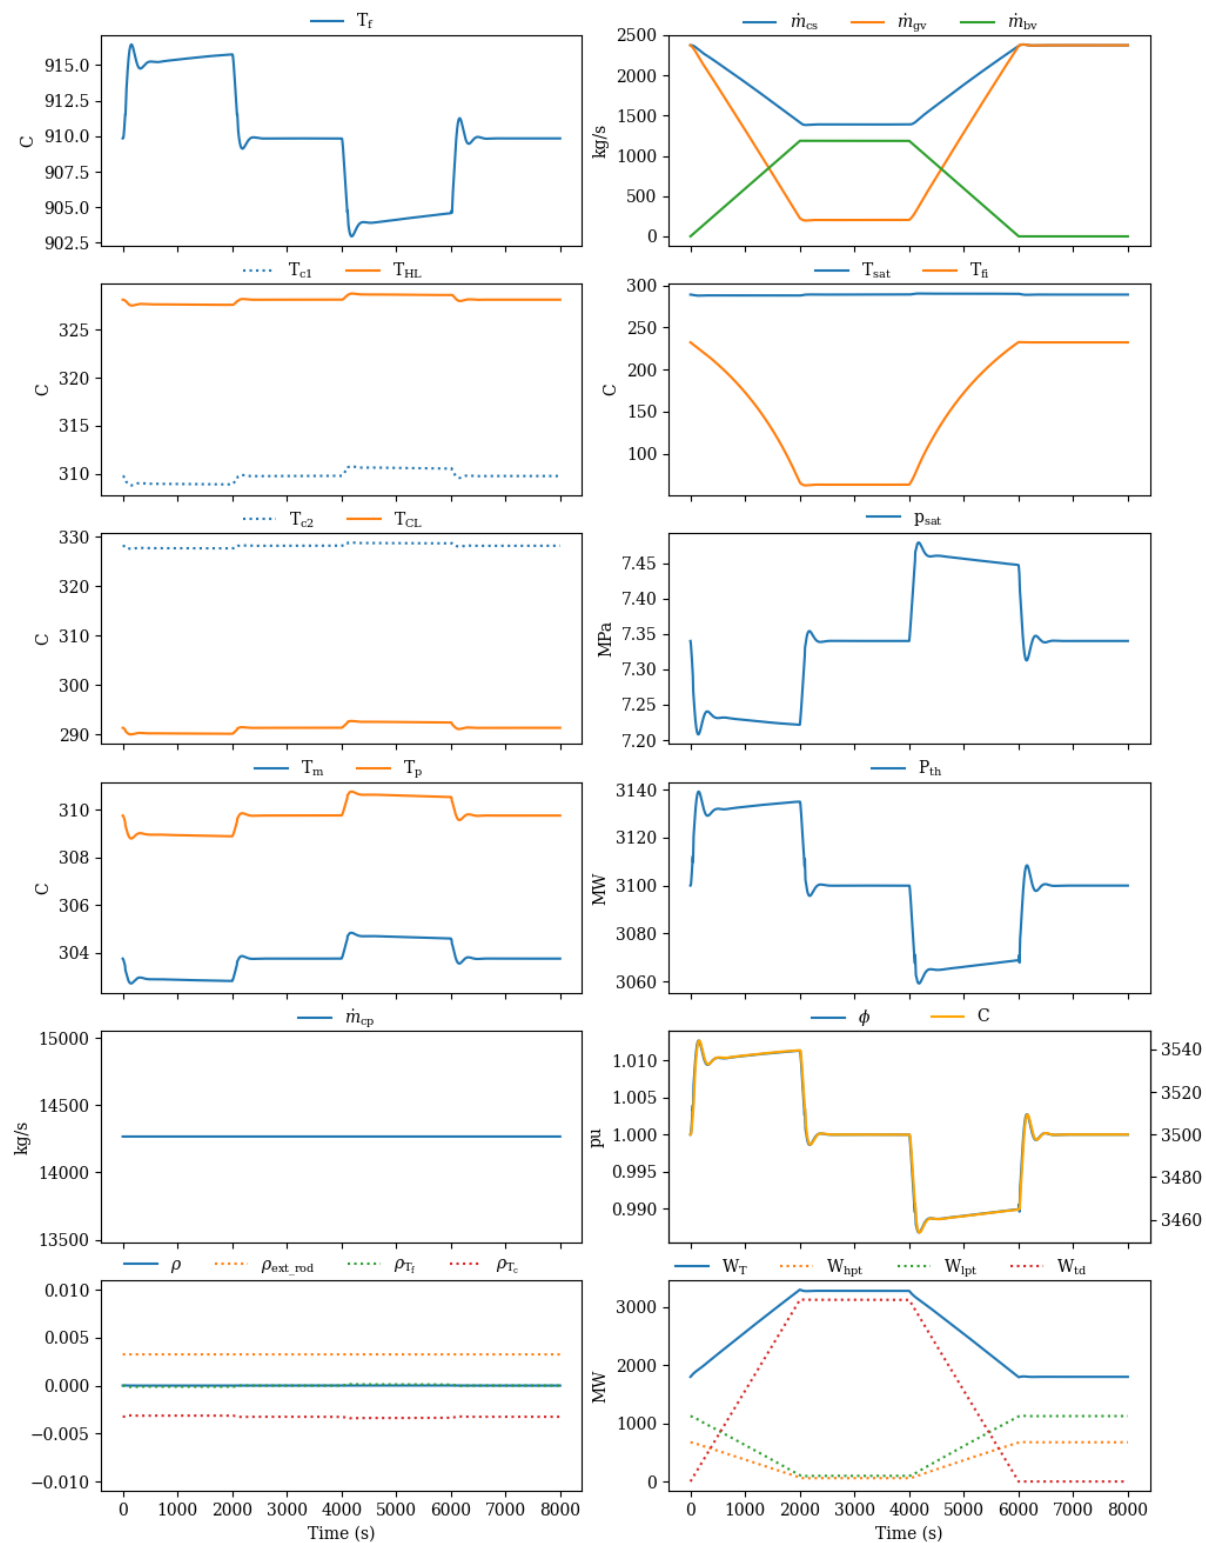 T_f
ṁ_cs ṁ_gv ṁ_bv
915.0
912.5
910.0
907.5
905.0
902.5
C
2500
2000
1500
1000
500
0
kg/s
T_c1 T_HL
T_sat T_fi
325
320
315
310
C
300
250
200
150
100
C
T_c2 T_CL
p_sat
330
320
310
300
290
C
7.45
7.40
7.35
7.30
7.25
7.20
MPa
T_m T_p
P_th
310
308
306
304
C
3140
3120
3100
3080
3060
MW
ṁ_cp
ϕ C
15000
14500
14000
13500
kg/s
1.010
1.005
1.000
0.995
0.990
pu
3540
3520
3500
3480
3460
ρ ρ_ext_rod ρ_T_f ρ_T_c
W_T W_hpt W_lpt W_td
0.010
0.005
0.000
−0.005
−0.010
3000
2000
1000
0
MW
0 1000 2000 3000 4000 5000 6000 7000 8000
Time (s)
0 1000 2000 3000 4000 5000 6000 7000 8000
Time (s)